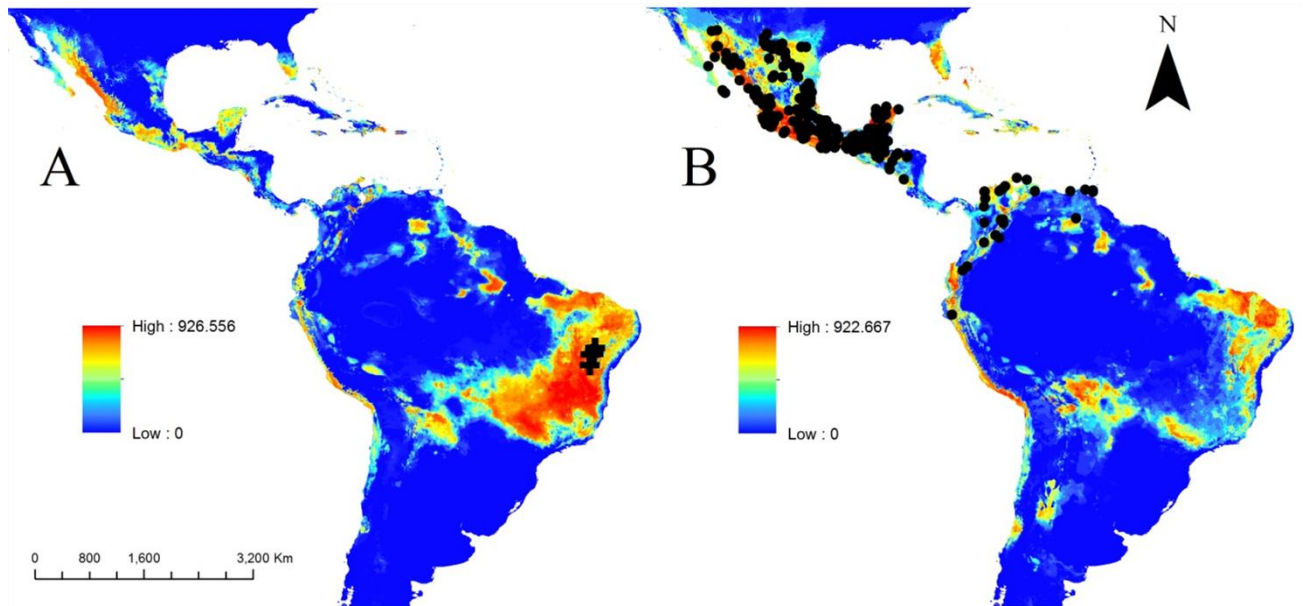 N
A
B
High : 926.556
Low : 0
High : 922.667
Low : 0
0 800 1,600 3,200 Km